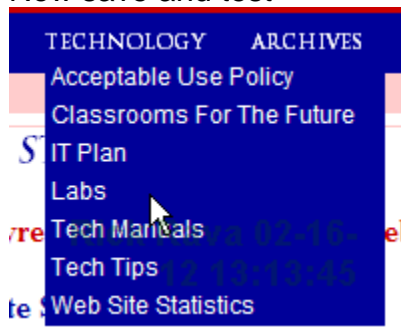 TECHNOLOGY ARCHIVES
Acceptable Use Policy
Classrooms For The Future
IT Plan
Labs
Tech Manuals
Tech Tips
Web Site Statistics